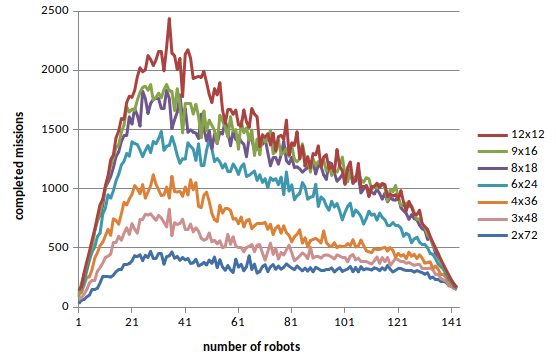 2500
2000
1500
1000
500
0
completed missions
1 21 41 61 81 101 121 141
number of robots
12x12
9x16
8x18
6x24
4x36
3x48
2x72